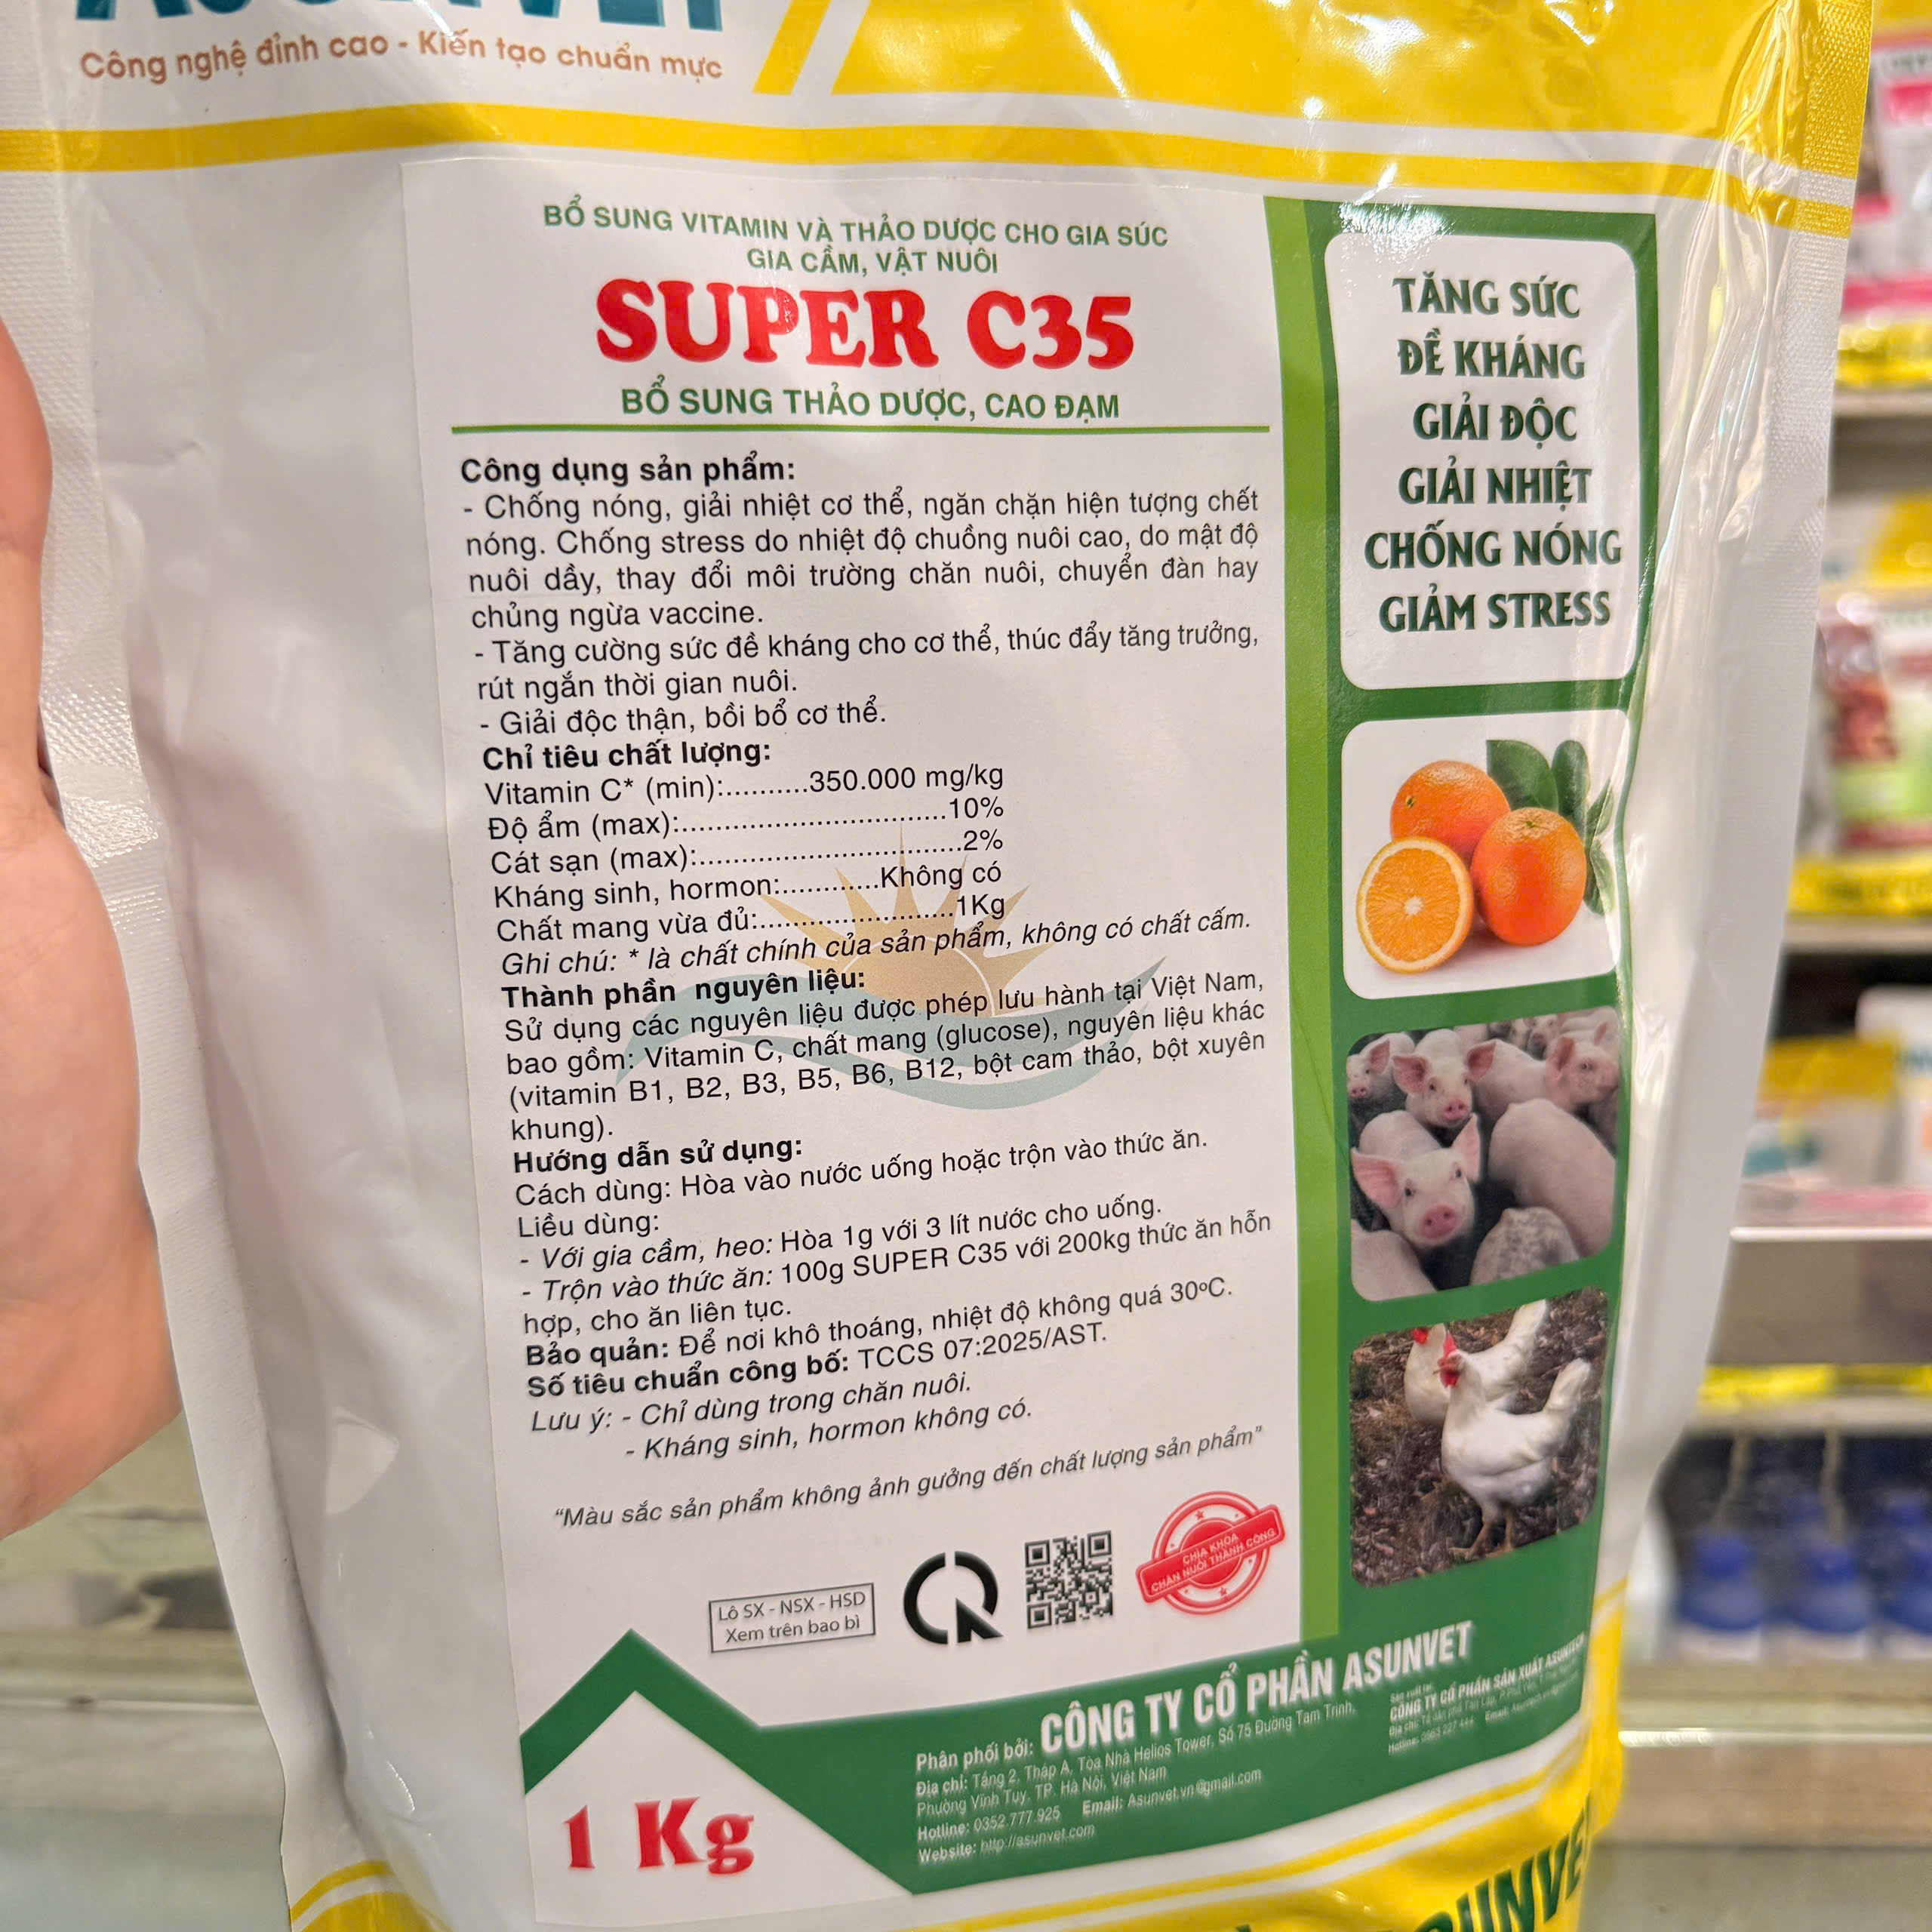 ASUNVET
Công nghệ đỉnh cao - Kiến tạo chuẩn mực
BỔ SUNG VITAMIN VÀ THẢO DƯỢC CHO GIA SÚC
GIA CẦM, VẬT NUÔI
SUPER C35
BỔ SUNG THẢO DƯỢC, CAO ĐẠM
Công dụng sản phẩm:
- Chống nóng, giải nhiệt cơ thể, ngăn chặn hiện tượng chết
nóng. Chống stress do nhiệt độ chuồng nuôi cao, do mật độ
nuôi dầy, thay đổi môi trường chăn nuôi, chuyển đàn hay
chủng ngừa vaccine.
- Tăng cường sức đề kháng cho cơ thể, thúc đẩy tăng trưởng,
rút ngắn thời gian nuôi.
- Giải độc thận, bồi bổ cơ thể.
Chỉ tiêu chất lượng:
Vitamin C* (min):..........350.000 mg/kg
Độ ẩm (max):...............................10%
Cát sạn (max):...............................2%
Kháng sinh, hormon:............Không có
Chất mang vừa đủ:.......................1Kg
Ghi chú: * là chất chính của sản phẩm, không có chất cấm.
Thành phần nguyên liệu:
Sử dụng các nguyên liệu được phép lưu hành tại Việt Nam,
bao gồm: Vitamin C, chất mang (glucose), nguyên liệu khác
(vitamin B1, B2, B3, B5, B6, B12, bột cam thảo, bột xuyên
khung).
Hướng dẫn sử dụng:
Cách dùng: Hòa vào nước uống hoặc trộn vào thức ăn.
Liều dùng:
- Với gia cầm, heo: Hòa 1g với 3 lít nước cho uống.
- Trộn vào thức ăn: 100g SUPER C35 với 200kg thức ăn hỗn
hợp, cho ăn liên tục.
Bảo quản: Để nơi khô thoáng, nhiệt độ không quá 30ºC.
Số tiêu chuẩn công bố: TCCS 07:2025/AST.
Lưu ý: - Chỉ dùng trong chăn nuôi.
- Kháng sinh, hormon không có.
"Màu sắc sản phẩm không ảnh gưởng đến chất lượng sản phẩm"
Lô SX - NSX - HSD
Xem trên bao bì
CHÌA KHÓA
CHĂN NUÔI THÀNH CÔNG
TĂNG SỨC
ĐỀ KHÁNG
GIẢI ĐỘC
GIẢI NHIỆT
CHỐNG NÓNG
GIẢM STRESS
1 Kg
Phân phối bởi: CÔNG TY CỔ PHẦN ASUNVET
Địa chỉ: Tầng 2, Tháp A, Tòa Nhà Helios Tower, Số 75 Đường Tam Trinh,
Phường Vĩnh Tuy, TP. Hà Nội, Việt Nam
Hotline: 0352.777.925 Email: Asunvet.vn@gmail.com
Website: http://asunvet.com
Sản xuất tại:
CÔNG TY CỔ PHẦN SẢN XUẤT ASUNTECH
ASUNVET